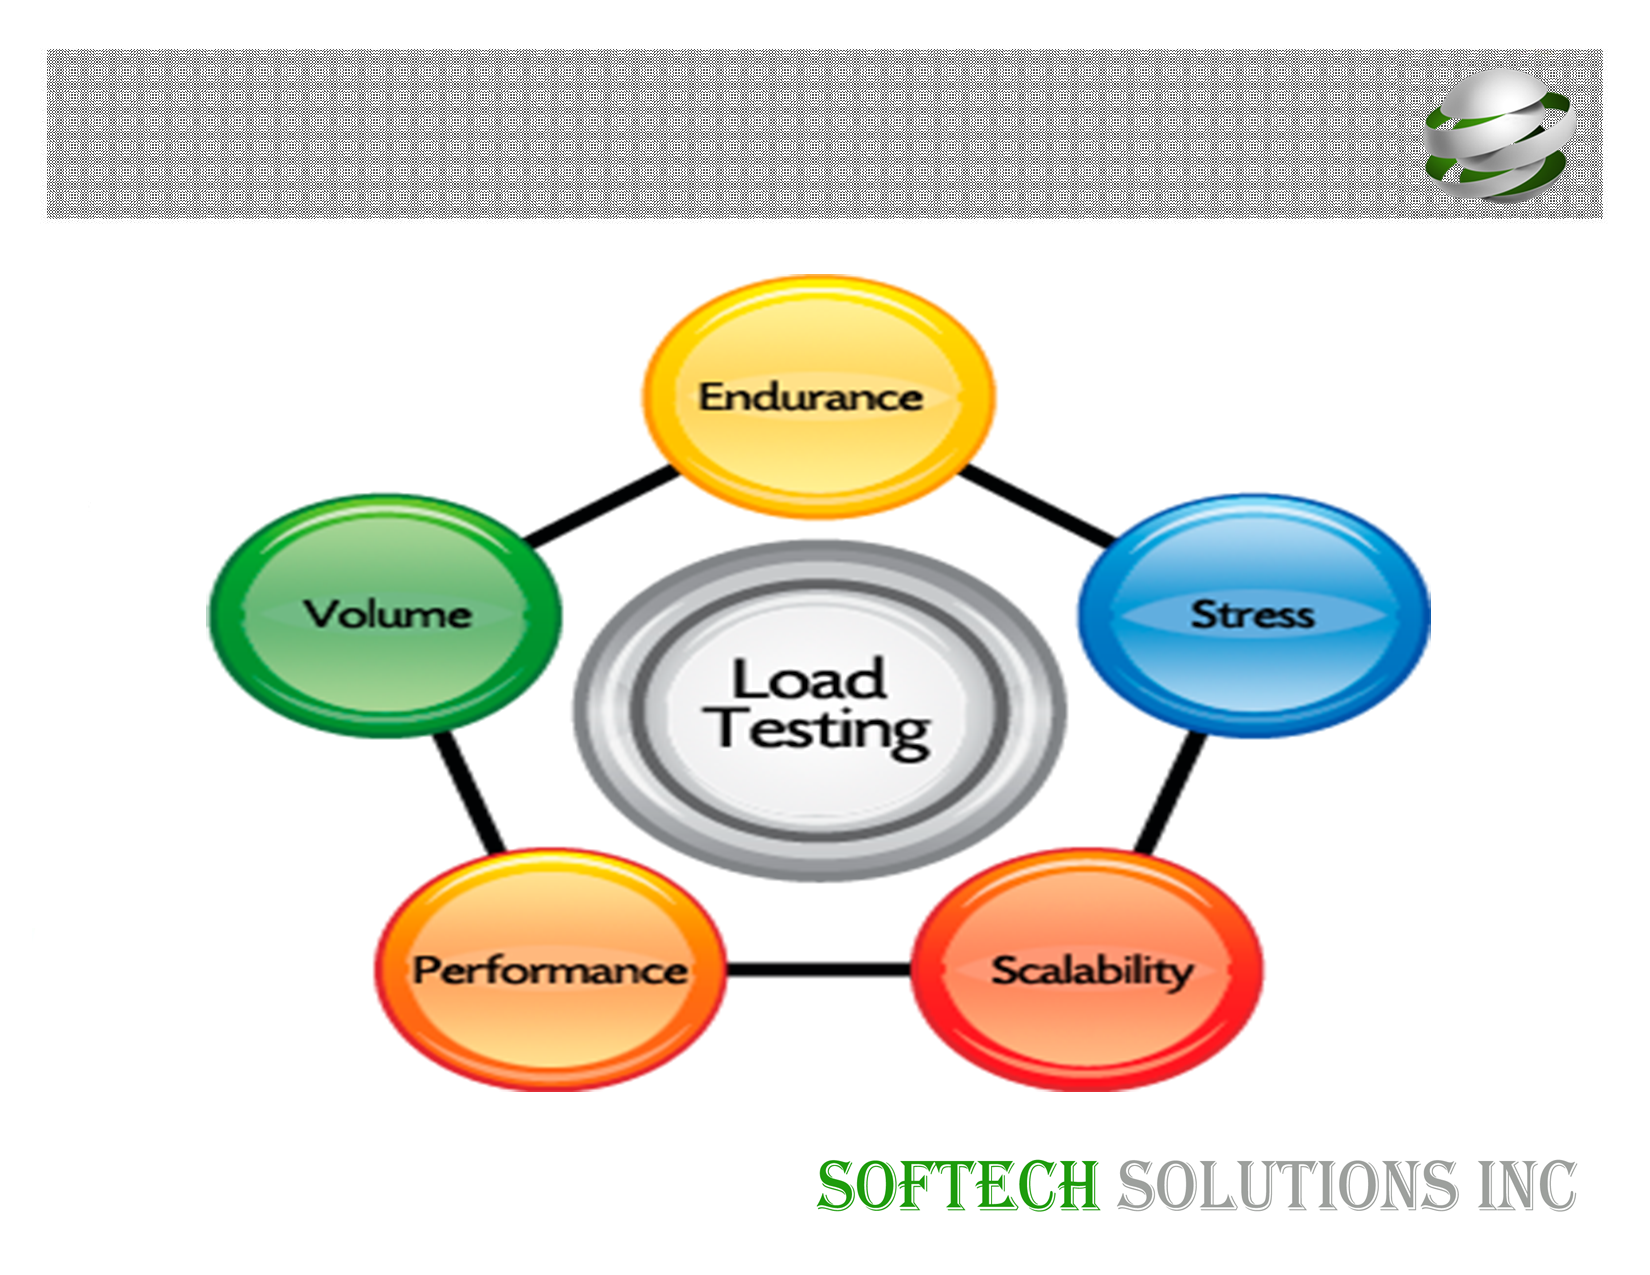 Endurance
Volume
Stress
Load
Testing
Performance
Scalability
SOFTECH SOLUTIONS INC